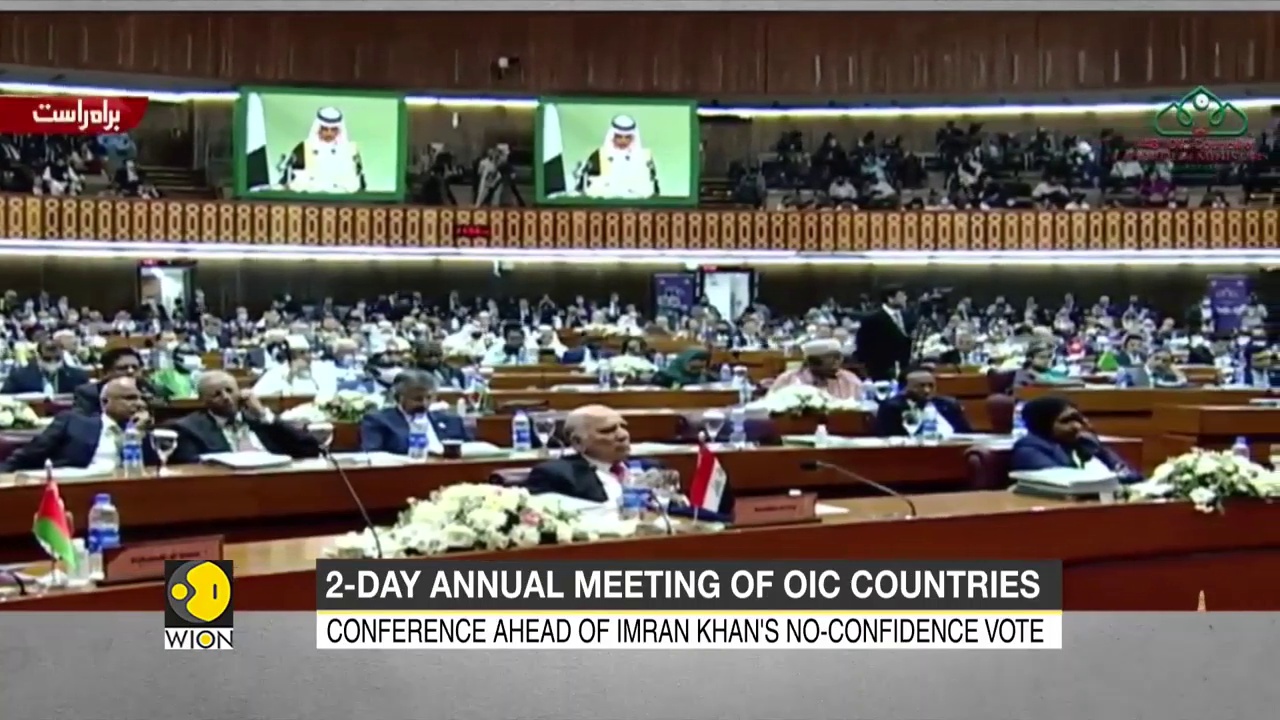 براہ راست
WION
2-DAY ANNUAL MEETING OF OIC COUNTRIES
CONFERENCE AHEAD OF IMRAN KHAN'S NO-CONFIDENCE VOTE